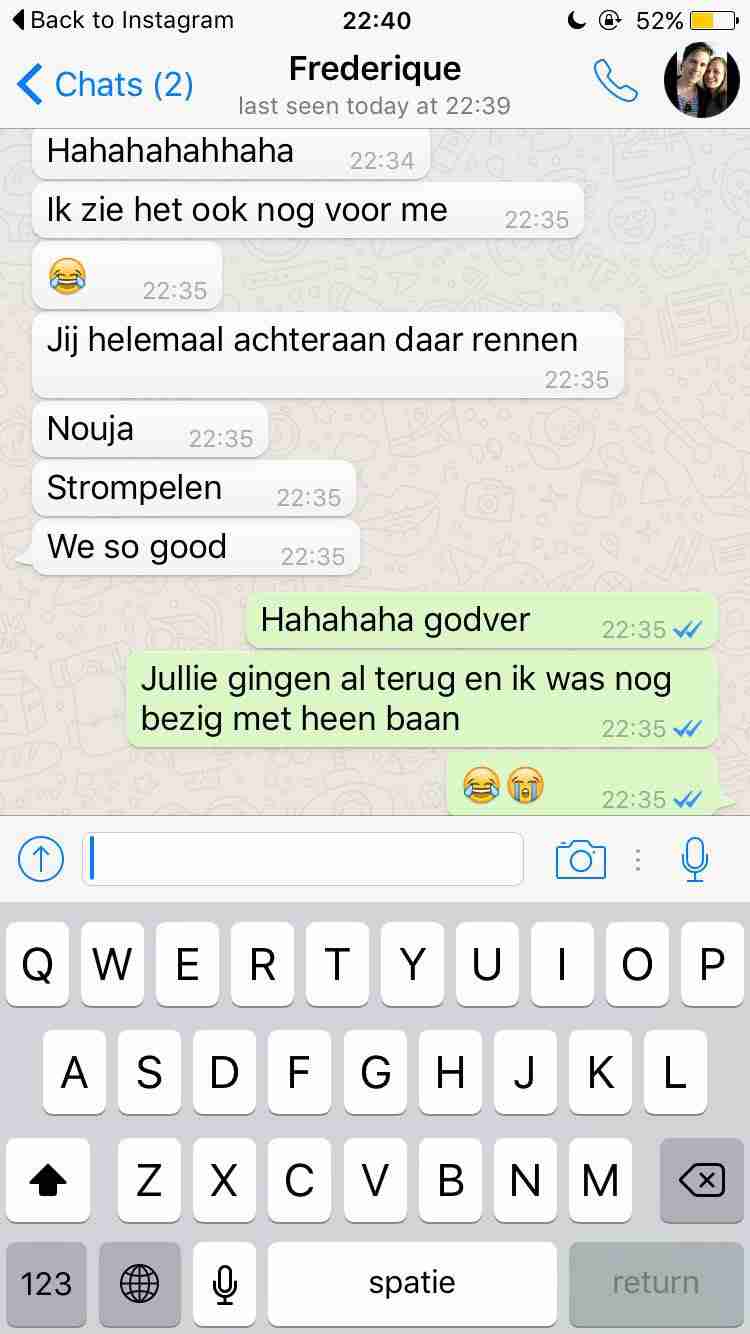 Back to Instagram 22:40 52%
Chats (2) Frederique
last seen today at 22:39
Hahahahahhaha 22:34
Ik zie het ook nog voor me 22:35
😂 22:35
Jij helemaal achteraan daar rennen
22:35
Nouja 22:35
Strompelen 22:35
We so good 22:35
Hahahaha godver 22:35
Jullie gingen al terug en ik was nog
bezig met heen baan 22:35
😂😭 22:35
Q W E R T Y U I O P
A S D F G H J K L
Z X C V B N M
123 spatie return